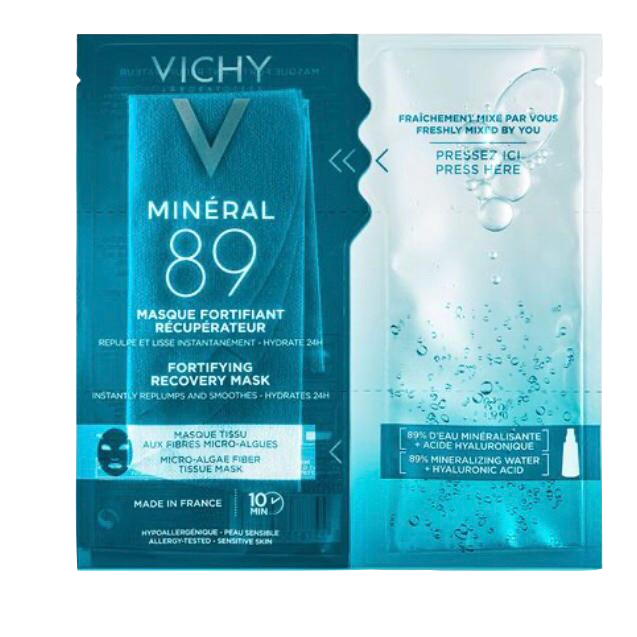 VICHY
V
MINÉRAL
89
MASQUE FORTIFIANT
RÉCUPÉRATEUR
REPULPE ET LISSE INSTANTANÉMENT - HYDRATE 24H
FORTIFYING
RECOVERY MASK
INSTANTLY REPLUMPS AND SMOOTHES - HYDRATES 24H
MASQUE TISSU
AUX FIBRES MICRO-ALGUES
MICRO-ALGAE FIBER
TISSUE MASK
MADE IN FRANCE
10
MIN
HYPOALLERGÉNIQUE - PEAU SENSIBLE
ALLERGY-TESTED - SENSITIVE SKIN
FRAÎCHEMENT MIXÉ PAR VOUS
FRESHLY MIXED BY YOU
PRESSEZ ICI
PRESS HERE
89% D'EAU MINÉRALISANTE
+ ACIDE HYALURONIQUE
89% MINERALIZING WATER
+ HYALURONIC ACID